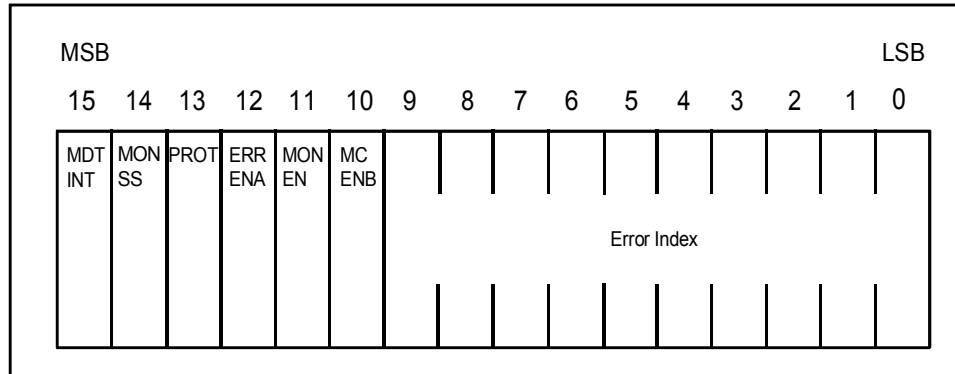 MSB LSB
15 14 13 12 11 10 9 8 7 6 5 4 3 2 1 0
MDT MON PROT ERR MON MC
INT SS ENA EN ENB
Error Index